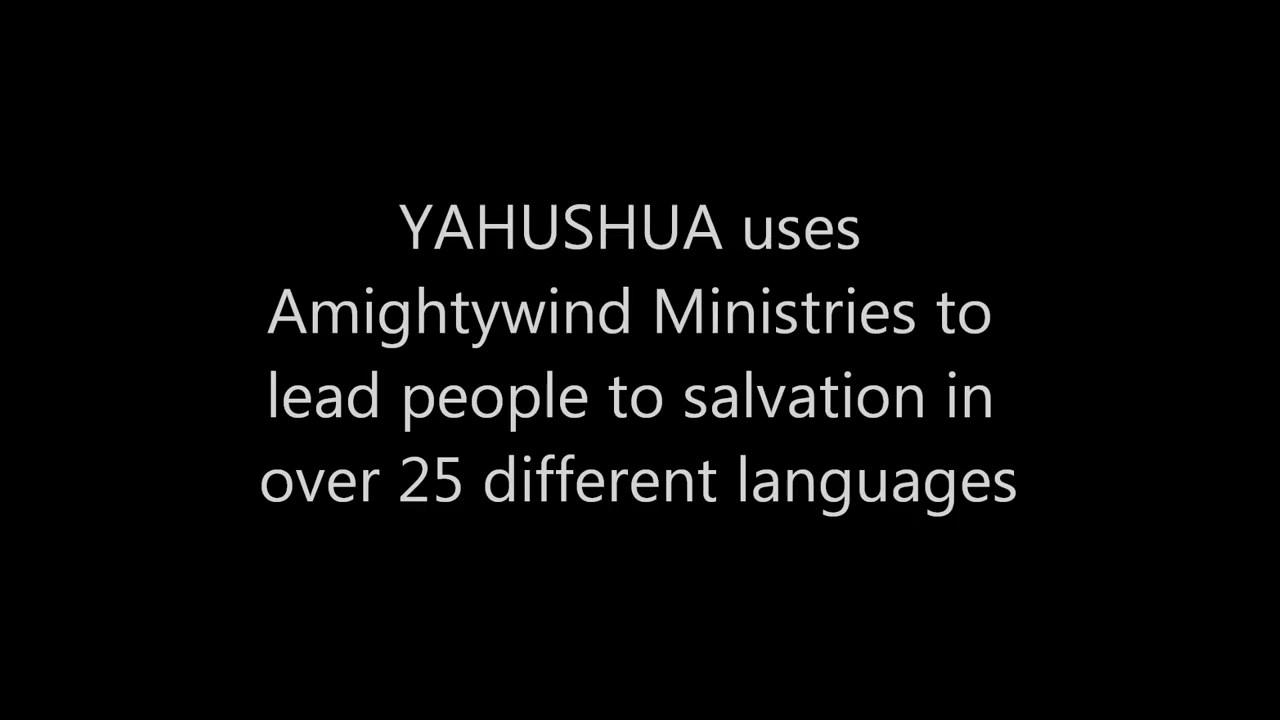 YAHUSHUA uses
Amightywind Ministries to
lead people to salvation in
over 25 different languages